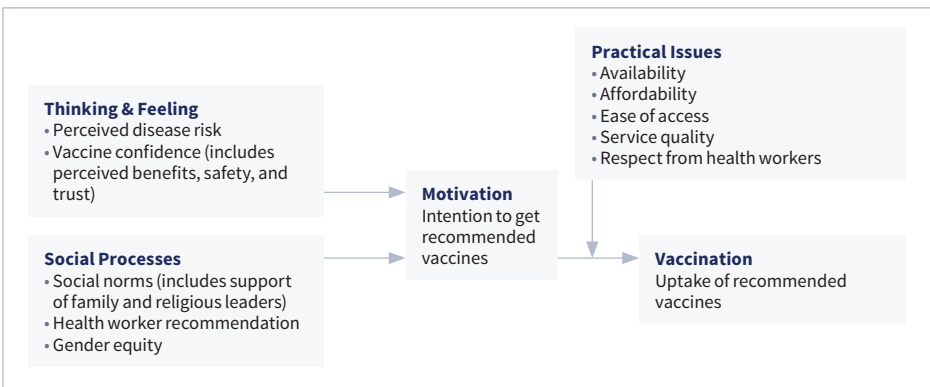 Thinking & Feeling
• Perceived disease risk
• Vaccine confidence (includes
perceived benefits, safety, and
trust)
Social Processes
• Social norms (includes support
of family and religious leaders)
• Health worker recommendation
• Gender equity
Motivation
Intention to get
recommended
vaccines
Practical Issues
• Availability
• Affordability
• Ease of access
• Service quality
• Respect from health workers
Vaccination
Uptake of recommended
vaccines